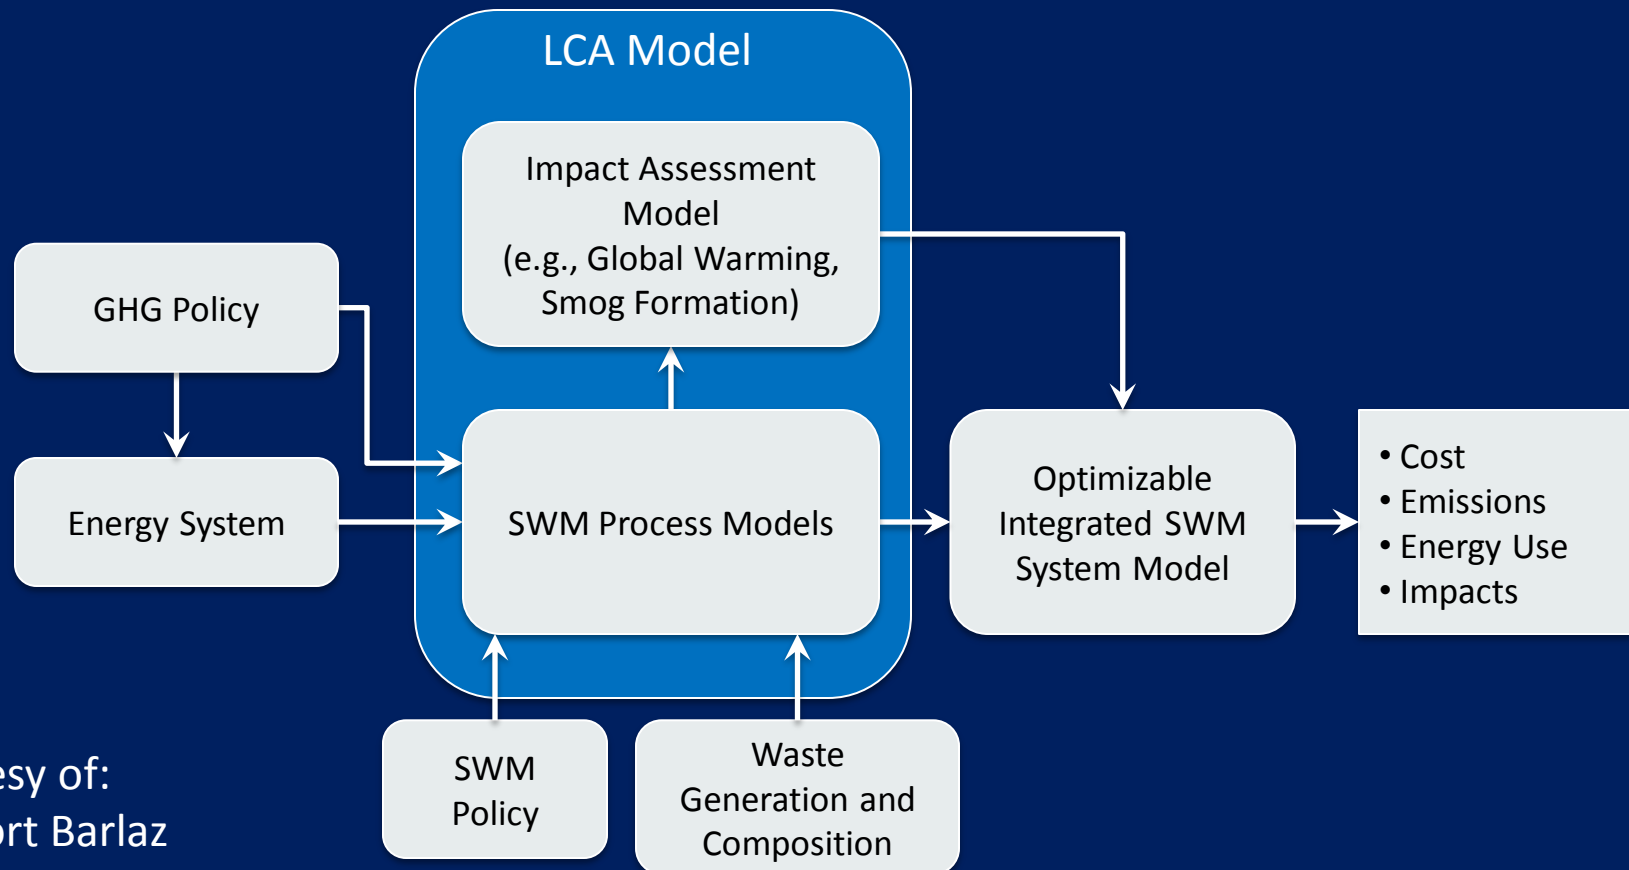 LCA Model
Impact Assessment
Model
(e.g., Global Warming,
Smog Formation)
GHG Policy
Energy System
SWM Process Models
Optimizable
Integrated SWM
System Model
• Cost
• Emissions
• Energy Use
• Impacts
SWM
Policy
Waste
Generation and
Composition
esy of:
ort Barlaz